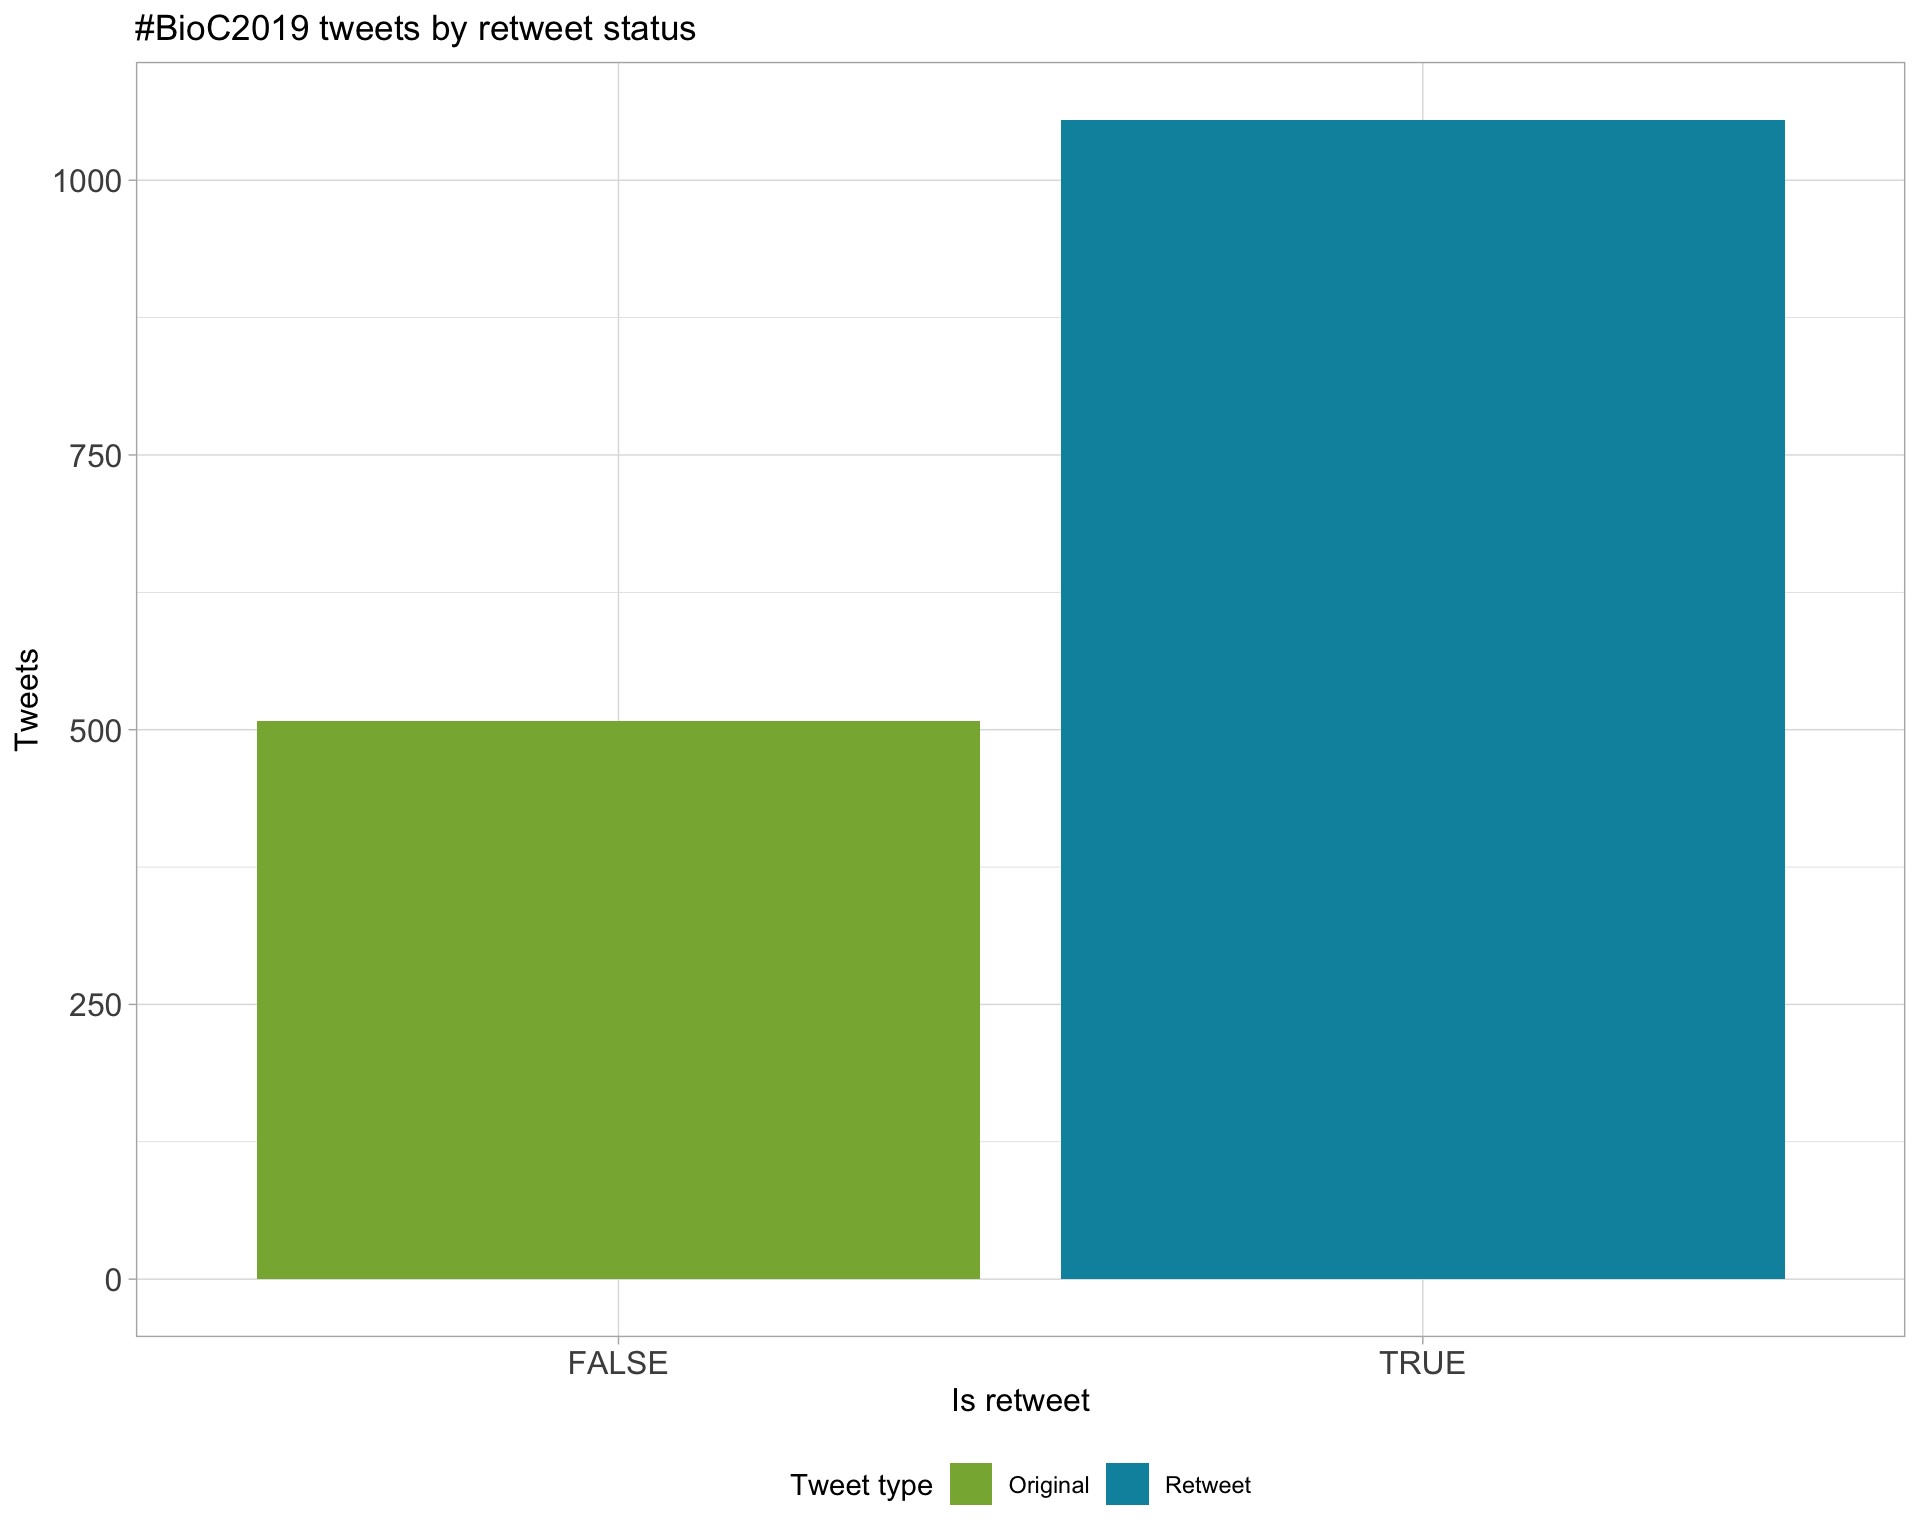 #BioC2019 tweets by retweet status
Tweets
1000
750
500
250
0
FALSE TRUE
Is retweet
Tweet type Original Retweet